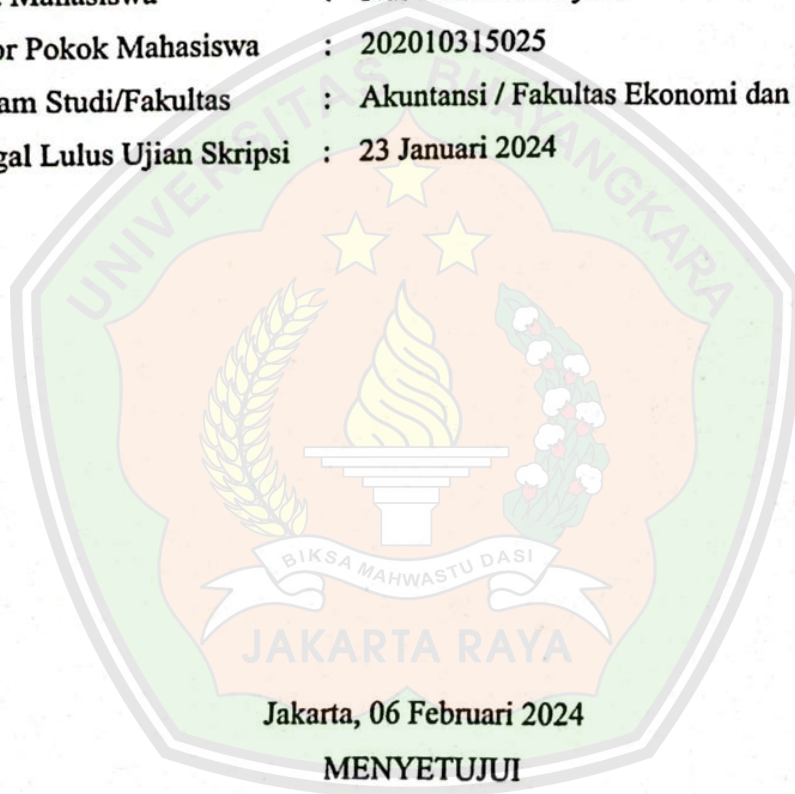 Mahasiswa :
or Pokok Mahasiswa : 202010315025
am Studi/Fakultas : Akuntansi / Fakultas Ekonomi dan
gal Lulus Ujian Skripsi : 23 Januari 2024
UNIVERSITAS BHAYANGKARA
BIKSA MAHWASTU DASI
JAKARTA RAYA
Jakarta, 06 Februari 2024
MENYETUJUI